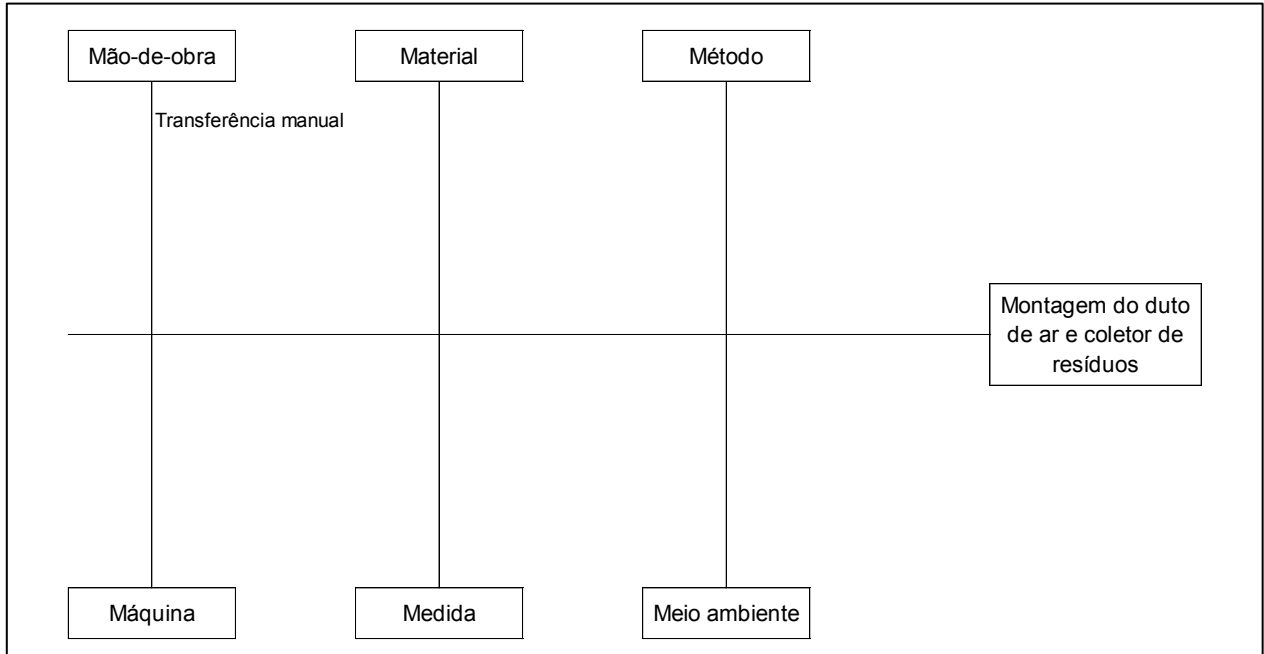 Mão-de-obra
Material
Método
Transferência manual
Montagem do duto
de ar e coletor de
resíduos
Máquina
Medida
Meio ambiente